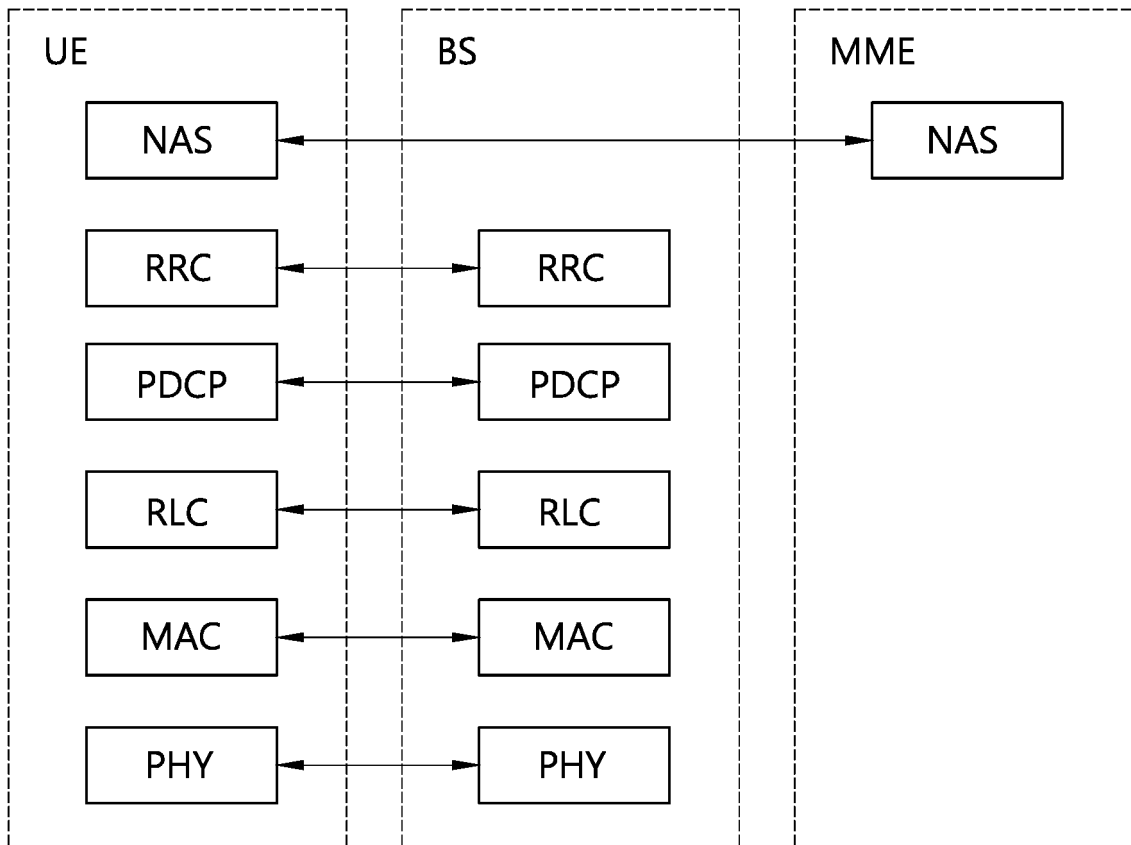 UE BS MME
NAS NAS
RRC RRC
PDCP PDCP
RLC RLC
MAC MAC
PHY PHY